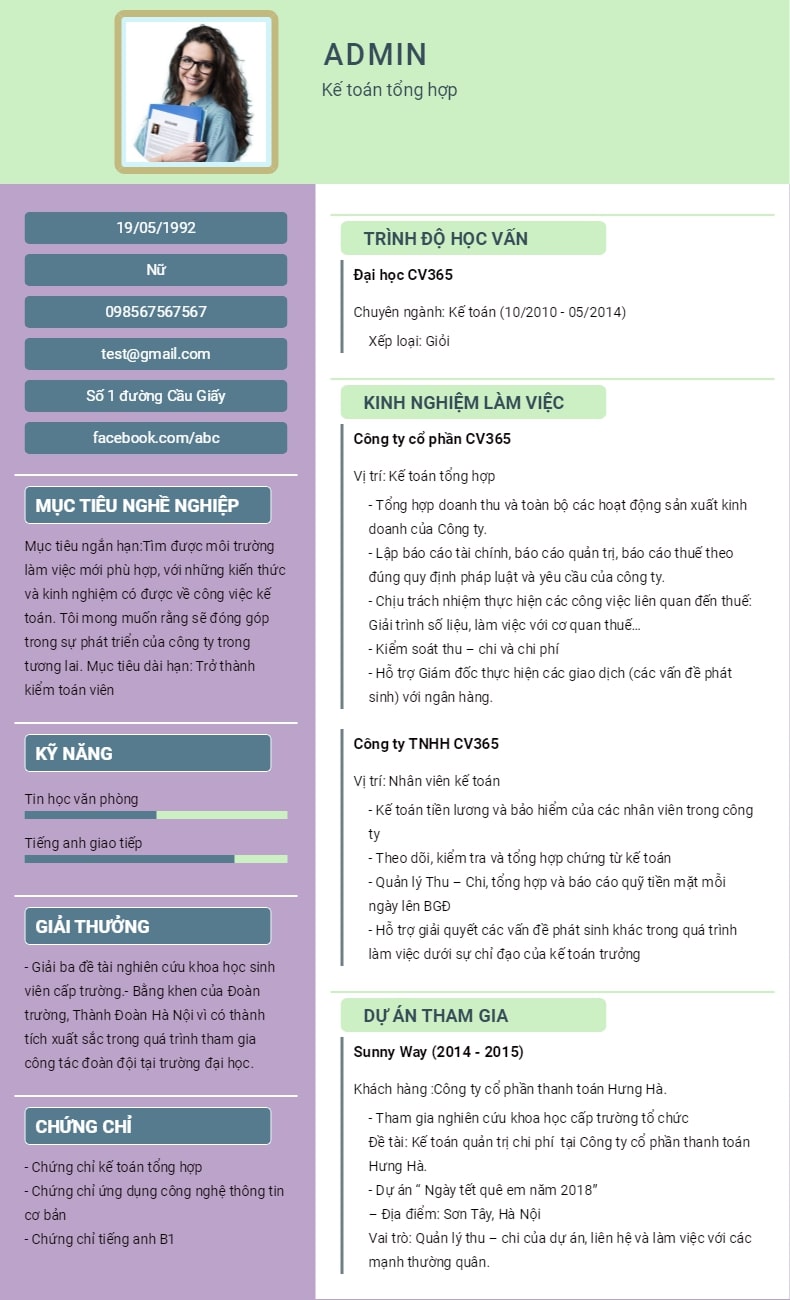 ADMIN
Kế toán tổng hợp
19/05/1992
Nữ
098567567567
test@gmail.com
Số 1 đường Cầu Giấy
facebook.com/abc
MỤC TIÊU NGHỀ NGHIỆP
Mục tiêu ngắn hạn:Tìm được môi trường
làm việc mới phù hợp, với những kiến thức
và kinh nghiệm có được về công việc kế
toán. Tôi mong muốn rằng sẽ đóng góp
trong sự phát triển của công ty trong
tương lai. Mục tiêu dài hạn: Trở thành
kiểm toán viên
KỸ NĂNG
Tin học văn phòng
Tiếng anh giao tiếp
GIẢI THƯỞNG
- Giải ba đề tài nghiên cứu khoa học sinh
viên cấp trường.- Bằng khen của Đoàn
trường, Thành Đoàn Hà Nội vì có thành
tích xuất sắc trong quá trình tham gia
công tác đoàn đội tại trường đại học.
CHỨNG CHỈ
- Chứng chỉ kế toán tổng hợp
- Chứng chỉ ứng dụng công nghệ thông tin
cơ bản
- Chứng chỉ tiếng anh B1
TRÌNH ĐỘ HỌC VẤN
Đại học CV365
Chuyên ngành: Kế toán (10/2010 - 05/2014)
Xếp loại: Giỏi
KINH NGHIỆM LÀM VIỆC
Công ty cổ phần CV365
Vị trí: Kế toán tổng hợp
- Tổng hợp doanh thu và toàn bộ các hoạt động sản xuất kinh
doanh của Công ty.
- Lập báo cáo tài chính, báo cáo quản trị, báo cáo thuế theo
đúng quy định pháp luật và yêu cầu của công ty.
- Chịu trách nhiệm thực hiện các công việc liên quan đến thuế:
Giải trình số liệu, làm việc với cơ quan thuế…
- Kiểm soát thu – chi và chi phí
- Hỗ trợ Giám đốc thực hiện các giao dịch (các vấn đề phát
sinh) với ngân hàng.
Công ty TNHH CV365
Vị trí: Nhân viên kế toán
- Kế toán tiền lương và bảo hiểm của các nhân viên trong công
ty
- Theo dõi, kiểm tra và tổng hợp chứng từ kế toán
- Quản lý Thu – Chi, tổng hợp và báo cáo quỹ tiền mặt mỗi
ngày lên BGĐ
- Hỗ trợ giải quyết các vấn đề phát sinh khác trong quá trình
làm việc dưới sự chỉ đạo của kế toán trưởng
DỰ ÁN THAM GIA
Sunny Way (2014 - 2015)
Khách hàng :Công ty cổ phần thanh toán Hưng Hà.
- Tham gia nghiên cứu khoa học cấp trường tổ chức
Đề tài: Kế toán quản trị chi phí  tại Công ty cổ phần thanh toán
Hưng Hà.
- Dự án “ Ngày tết quê em năm 2018”
– Địa điểm: Sơn Tây, Hà Nội
Vai trò: Quản lý thu – chi của dự án, liên hệ và làm việc với các
mạnh thường quân.